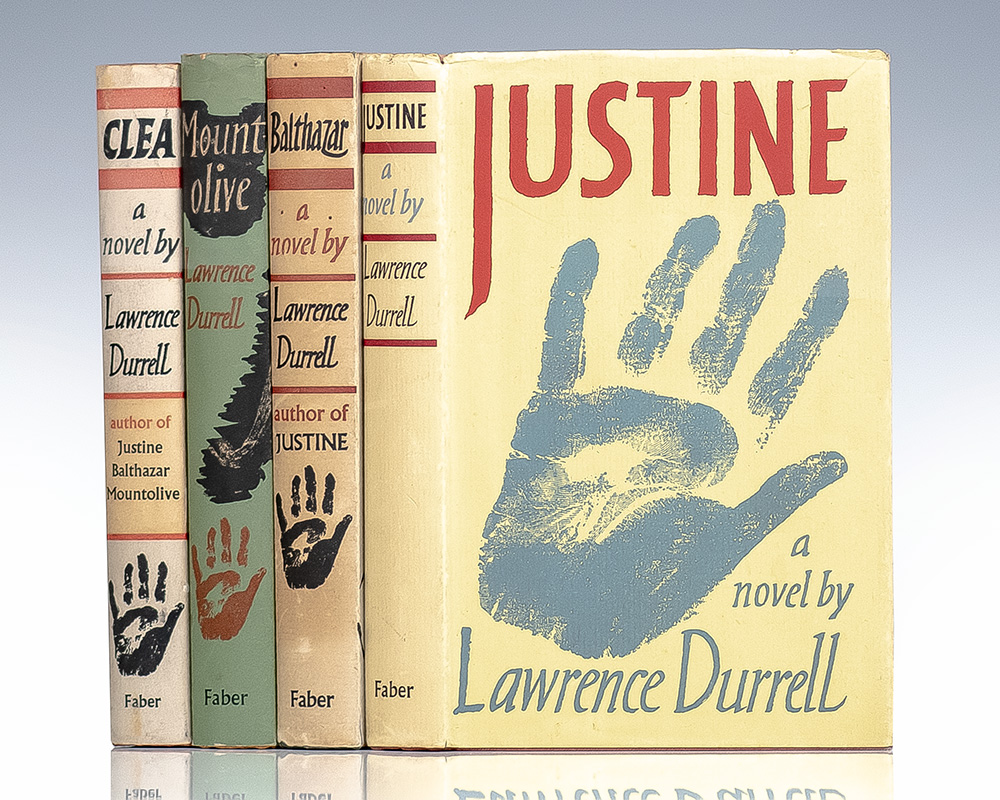 CLEA
a
novel by
Lawrence
Durrell
author of
Justine
Balthazar
Mountolive
Faber
Mount
olive
Lawrence
Durrell
Faber
Balthazar
a
novel by
Lawrence
Durrell
author of
JUSTINE
Faber
JUSTINE
a
novel by
Lawrence
Durrell
Faber
JUSTINE
a
novel by
Lawrence Durrell